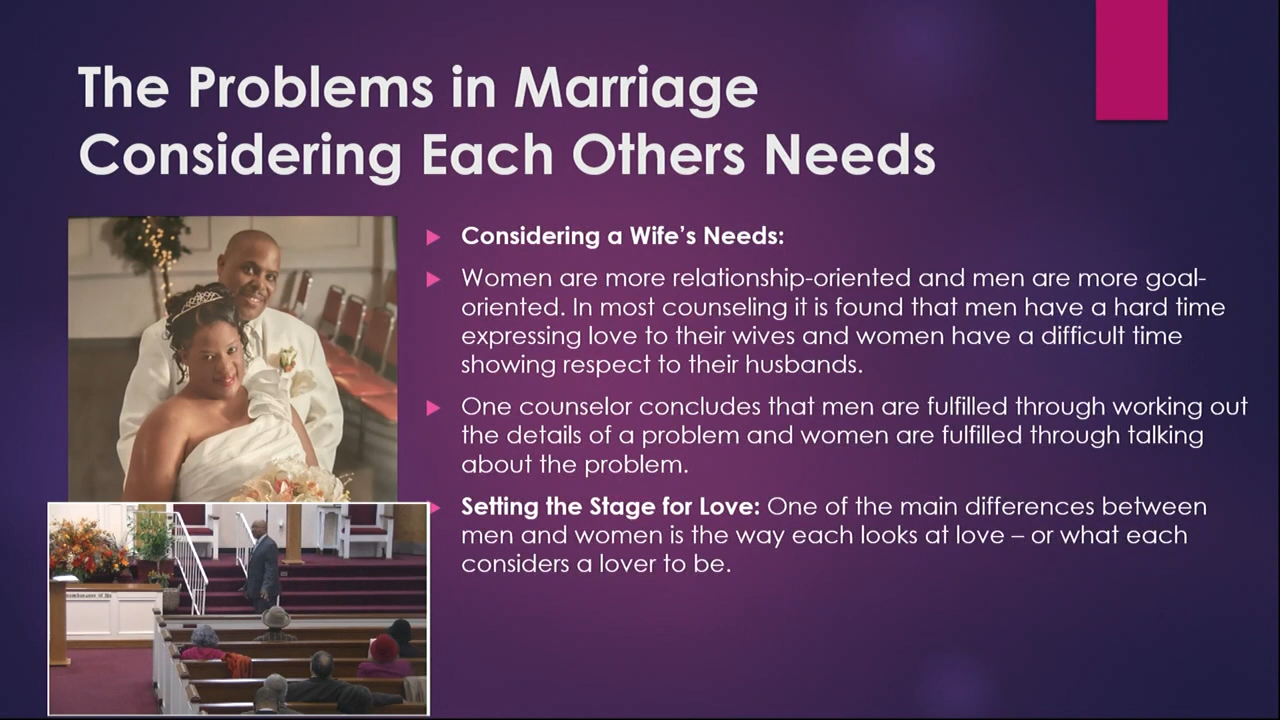 The Problems in Marriage
Considering Each Others Needs
Considering a Wife’s Needs:
Women are more relationship-oriented and men are more goal-
oriented. In most counseling it is found that men have a hard time
expressing love to their wives and women have a difficult time
showing respect to their husbands.
One counselor concludes that men are fulfilled through working out
the details of a problem and women are fulfilled through talking
about the problem.
Setting the Stage for Love: One of the main differences between
men and women is the way each looks at love – or what each
considers a lover to be.